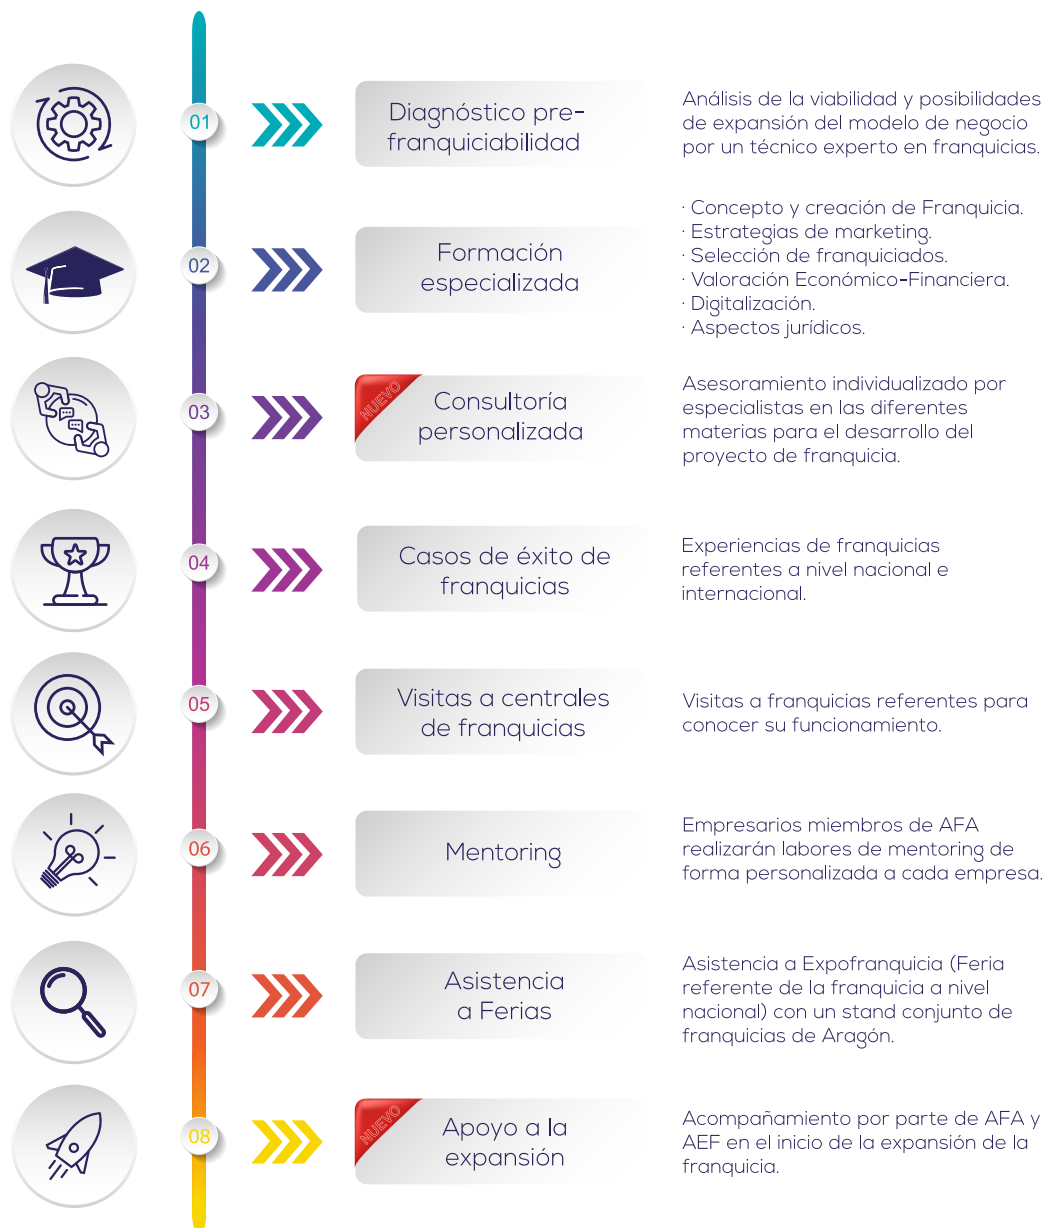 01
Diagnóstico pre-
franquiciabilidad
Análisis de la viabilidad y posibilidades
de expansión del modelo de negocio
por un técnico experto en franquicias.
02
Formación
especializada
· Concepto y creación de Franquicia.
· Estrategias de marketing.
· Selección de franquiciados.
· Valoración Económico-Financiera.
· Digitalización.
· Aspectos jurídicos.
03
NUEVO
Consultoría
personalizada
Asesoramiento individualizado por
especialistas en las diferentes
materias para el desarrollo del
proyecto de franquicia.
04
Casos de éxito de
franquicias
Experiencias de franquicias
referentes a nivel nacional e
internacional.
05
Visitas a centrales
de franquicias
Visitas a franquicias referentes para
conocer su funcionamiento.
06
Mentoring
Empresarios miembros de AFA
realizarán labores de mentoring de
forma personalizada a cada empresa.
07
Asistencia
a Ferias
Asistencia a Expofranquicia (Feria
referente de la franquicia a nivel
nacional) con un stand conjunto de
franquicias de Aragón.
08
NUEVO
Apoyo a la
expansión
Acompañamiento por parte de AFA y
AEF en el inicio de la expansión de la
franquicia.